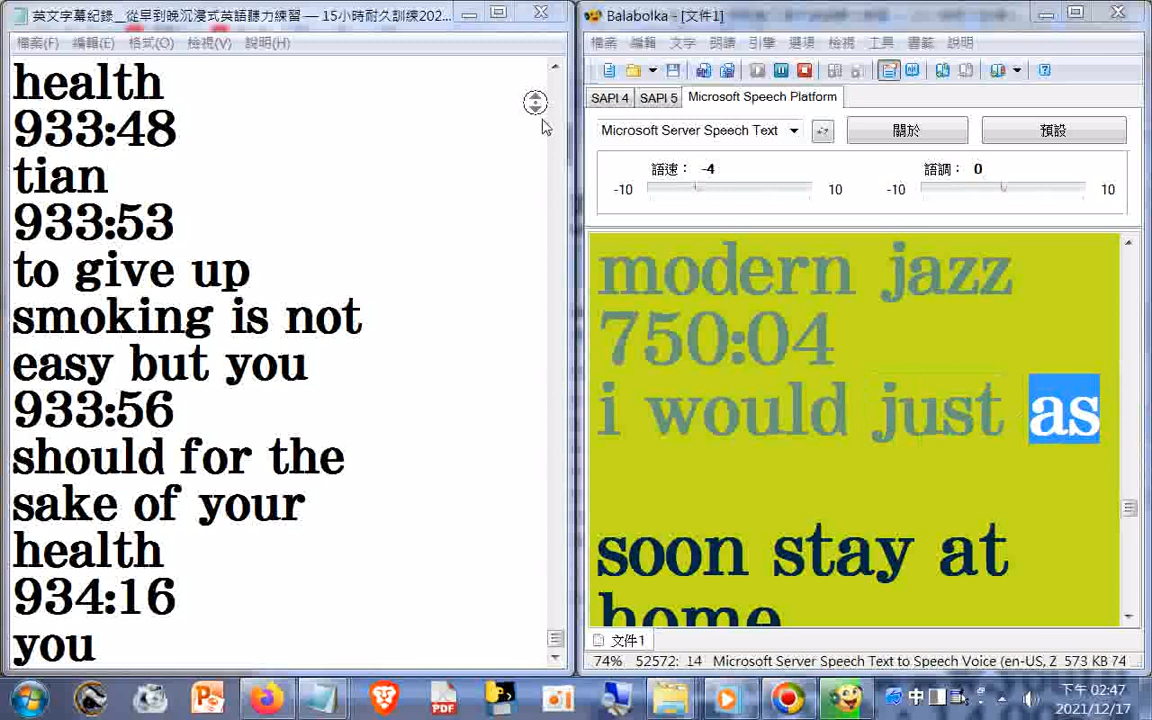 英文字幕紀錄__從早到晚沉浸式英語聽力練習 — 15小時耐久訓練202...
檔案(F) 編輯(E) 格式(O) 檢視(V) 說明(H)
health
933:48
tian
933:53
to give up
smoking is not
easy but you
933:56
should for the
sake of your
health
934:16
you
Balabolka - [文件1]
檔案 編輯 文字 朗讀 引擎 選項 檢視 工具 書籤 說明
SAPI 4 SAPI 5 Microsoft Speech Platform
Microsoft Server Speech Text 關於 預設
語速： -4 語調： 0
-10 10 -10 10
modern jazz
750:04
i would just as
soon stay at
home
文件1
74% 52572: 14 Microsoft Server Speech Text to Speech Voice (en-US, Z 573 KB 74
PDF
中
下午 02:47
2021/12/17